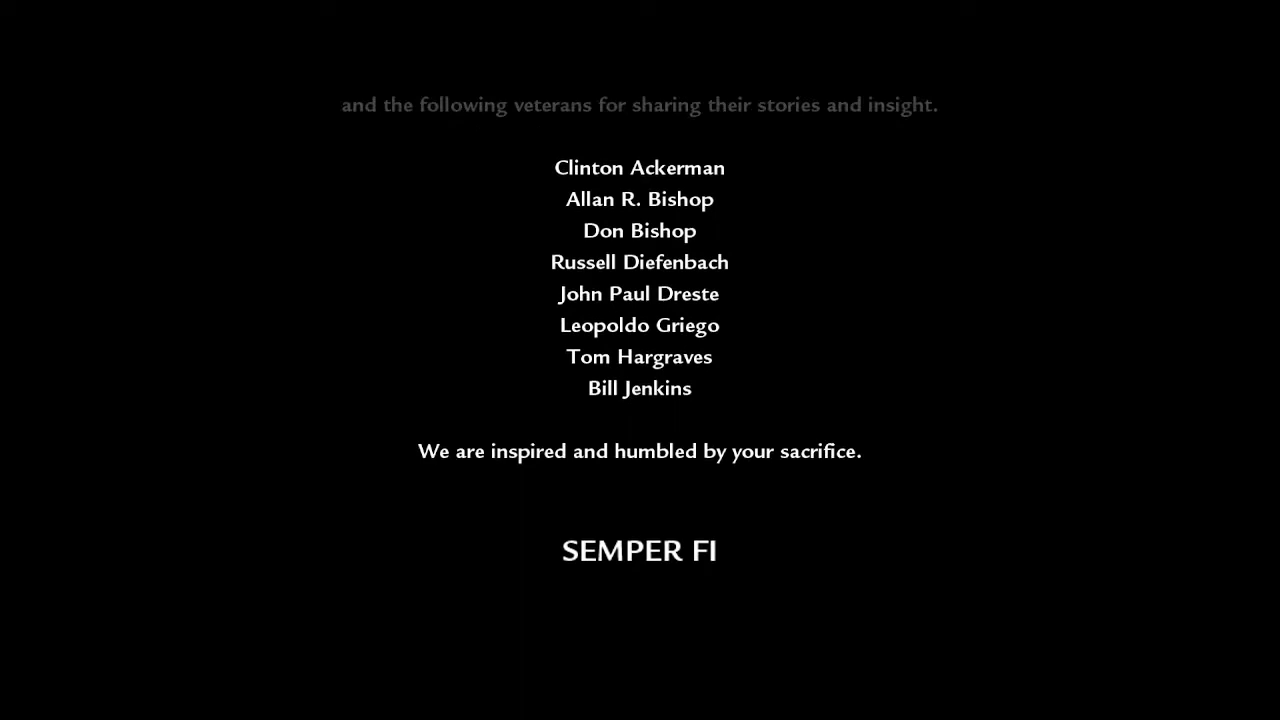 and the following veterans for sharing their stories and insight.
Clinton Ackerman
Allan R. Bishop
Don Bishop
Russell Diefenbach
John Paul Dreste
Leopoldo Griego
Tom Hargraves
Bill Jenkins
We are inspired and humbled by your sacrifice.
SEMPER FI